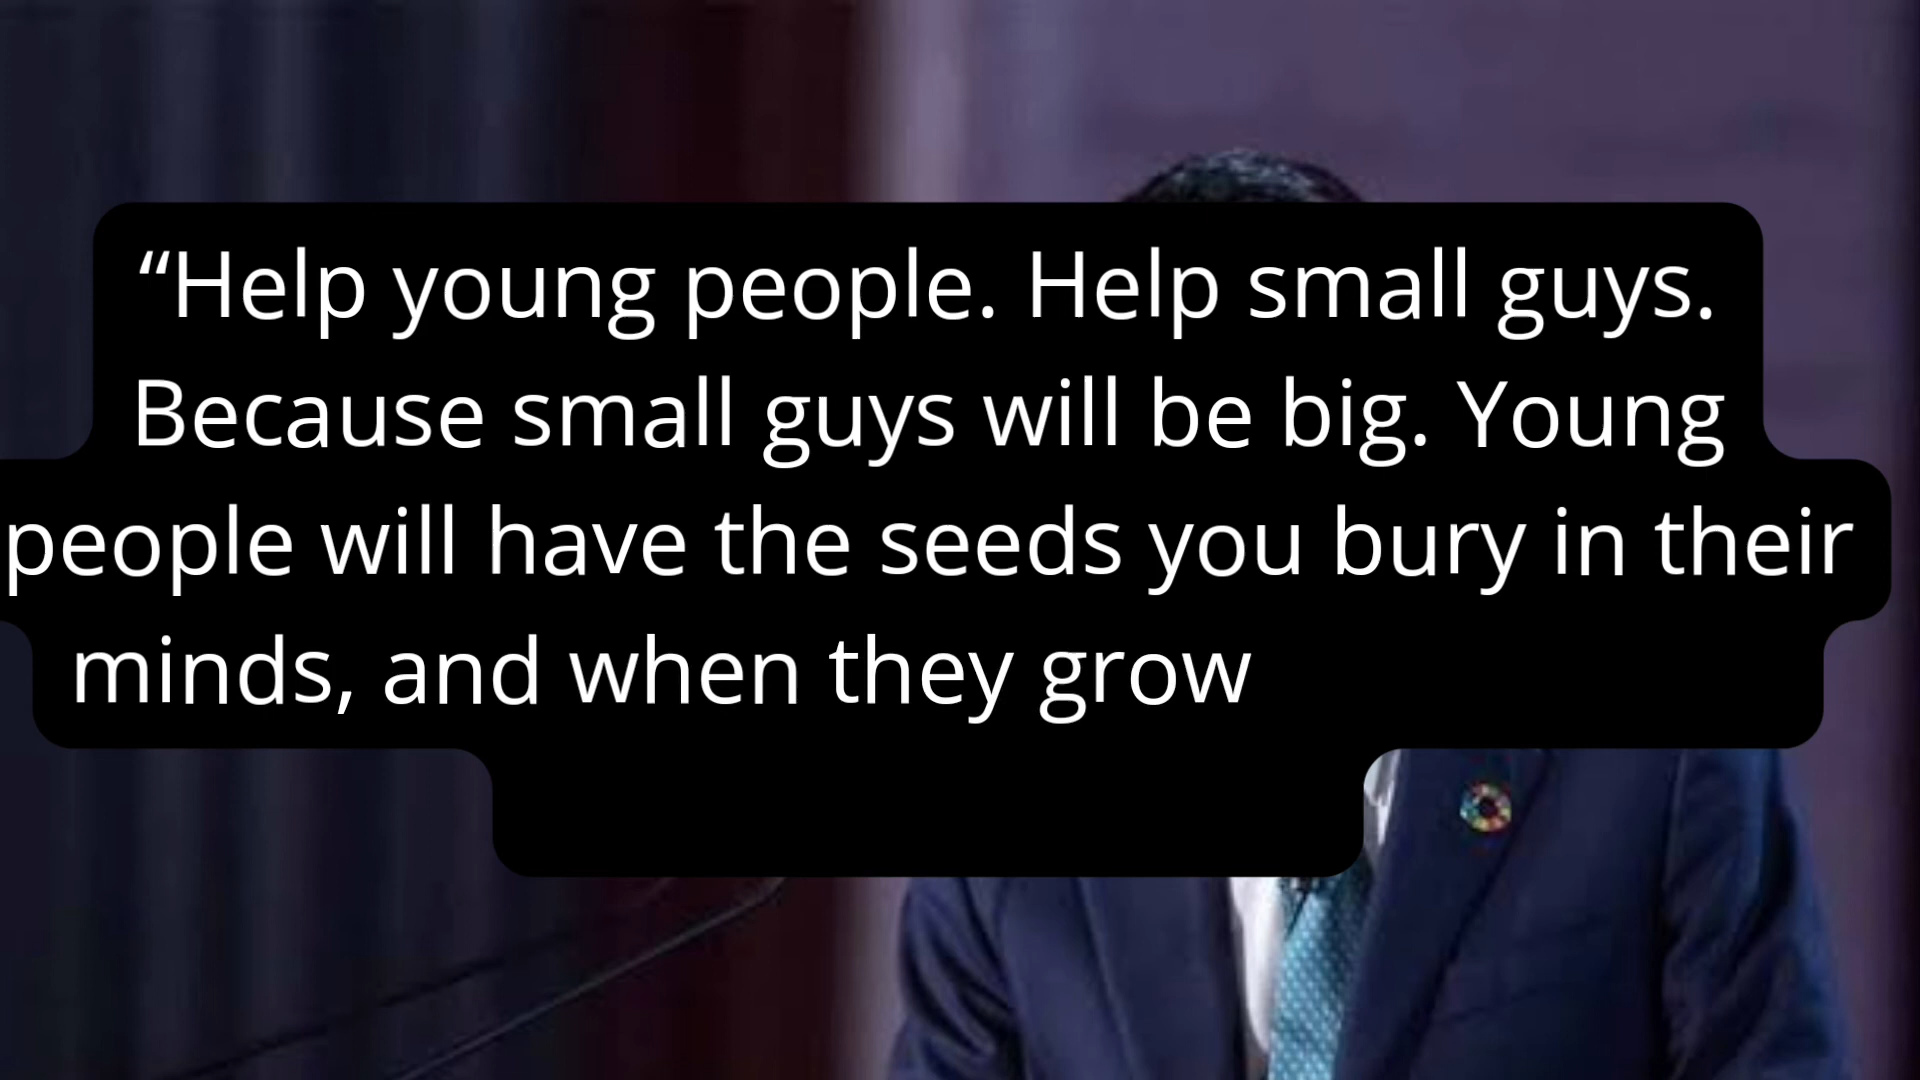 “Help young people. Help small guys.
Because small guys will be big. Young
people will have the seeds you bury in their
minds, and when they grow